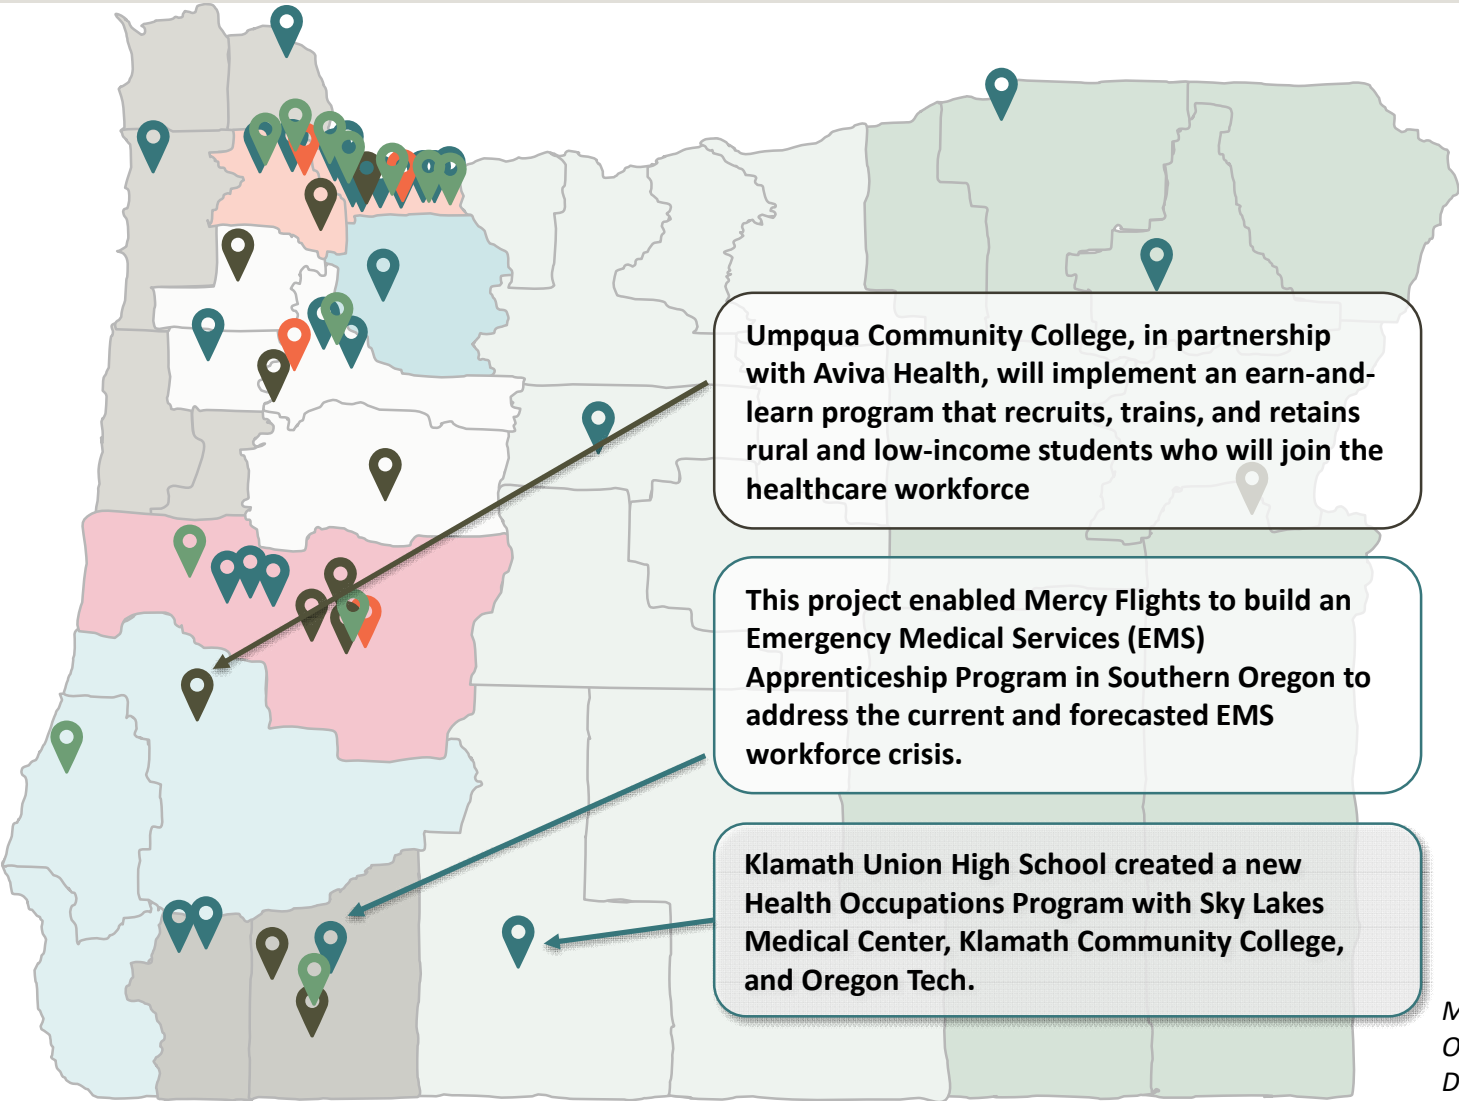 Umpqua Community College, in partnership
with Aviva Health, will implement an earn-and-
learn program that recruits, trains, and retains
rural and low-income students who will join the
healthcare workforce
This project enabled Mercy Flights to build an
Emergency Medical Services (EMS)
Apprenticeship Program in Southern Oregon to
address the current and forecasted EMS
workforce crisis.
Klamath Union High School created a new
Health Occupations Program with Sky Lakes
Medical Center, Klamath Community College,
and Oregon Tech.